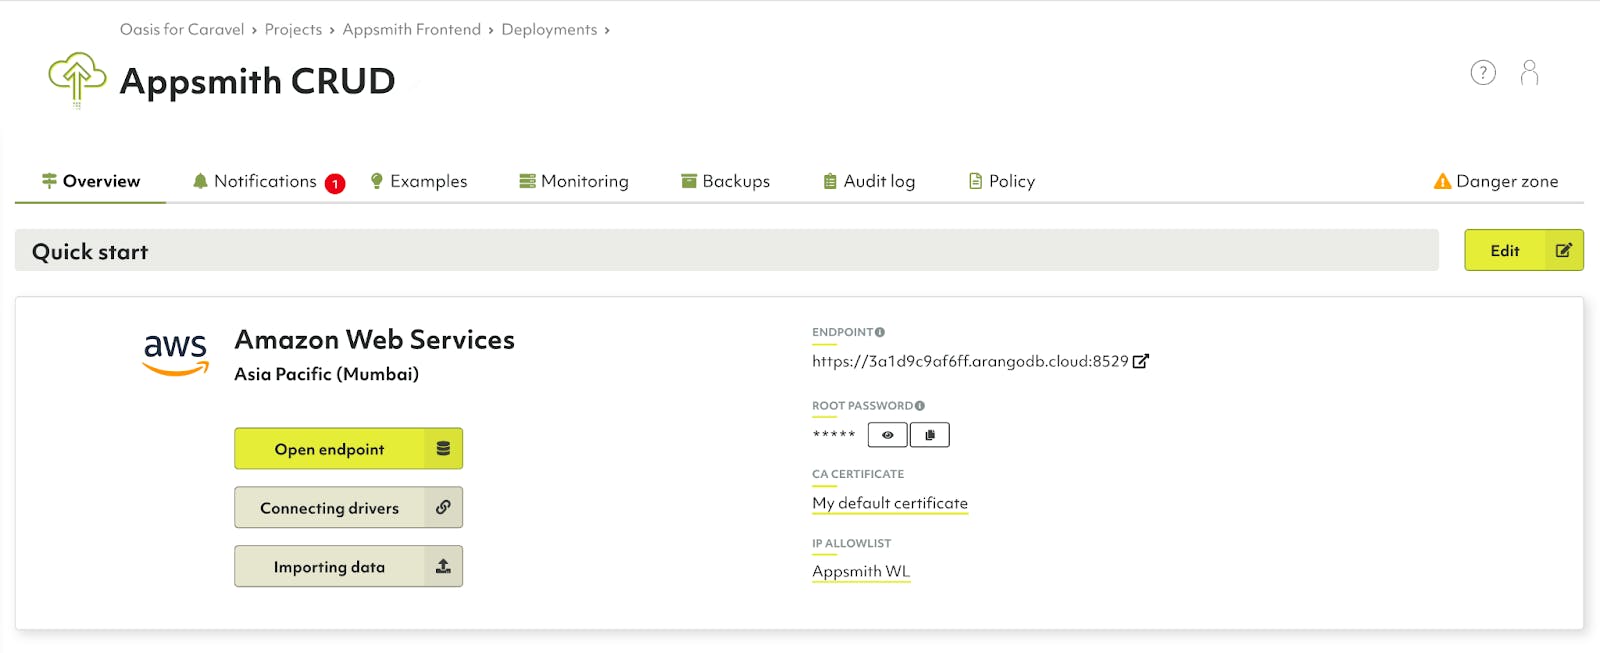 Oasis for Caravel › Projects › Appsmith Frontend › Deployments ›
Appsmith CRUD
?
Overview Notifications 1 Examples Monitoring Backups Audit log Policy Danger zone
Quick start
Edit
aws
Amazon Web Services
Asia Pacific (Mumbai)
Open endpoint
Connecting drivers
Importing data
ENDPOINT
https://3a1d9c9af6ff.arangodb.cloud:8529
ROOT PASSWORD
*****
CA CERTIFICATE
My default certificate
IP ALLOWLIST
Appsmith WL